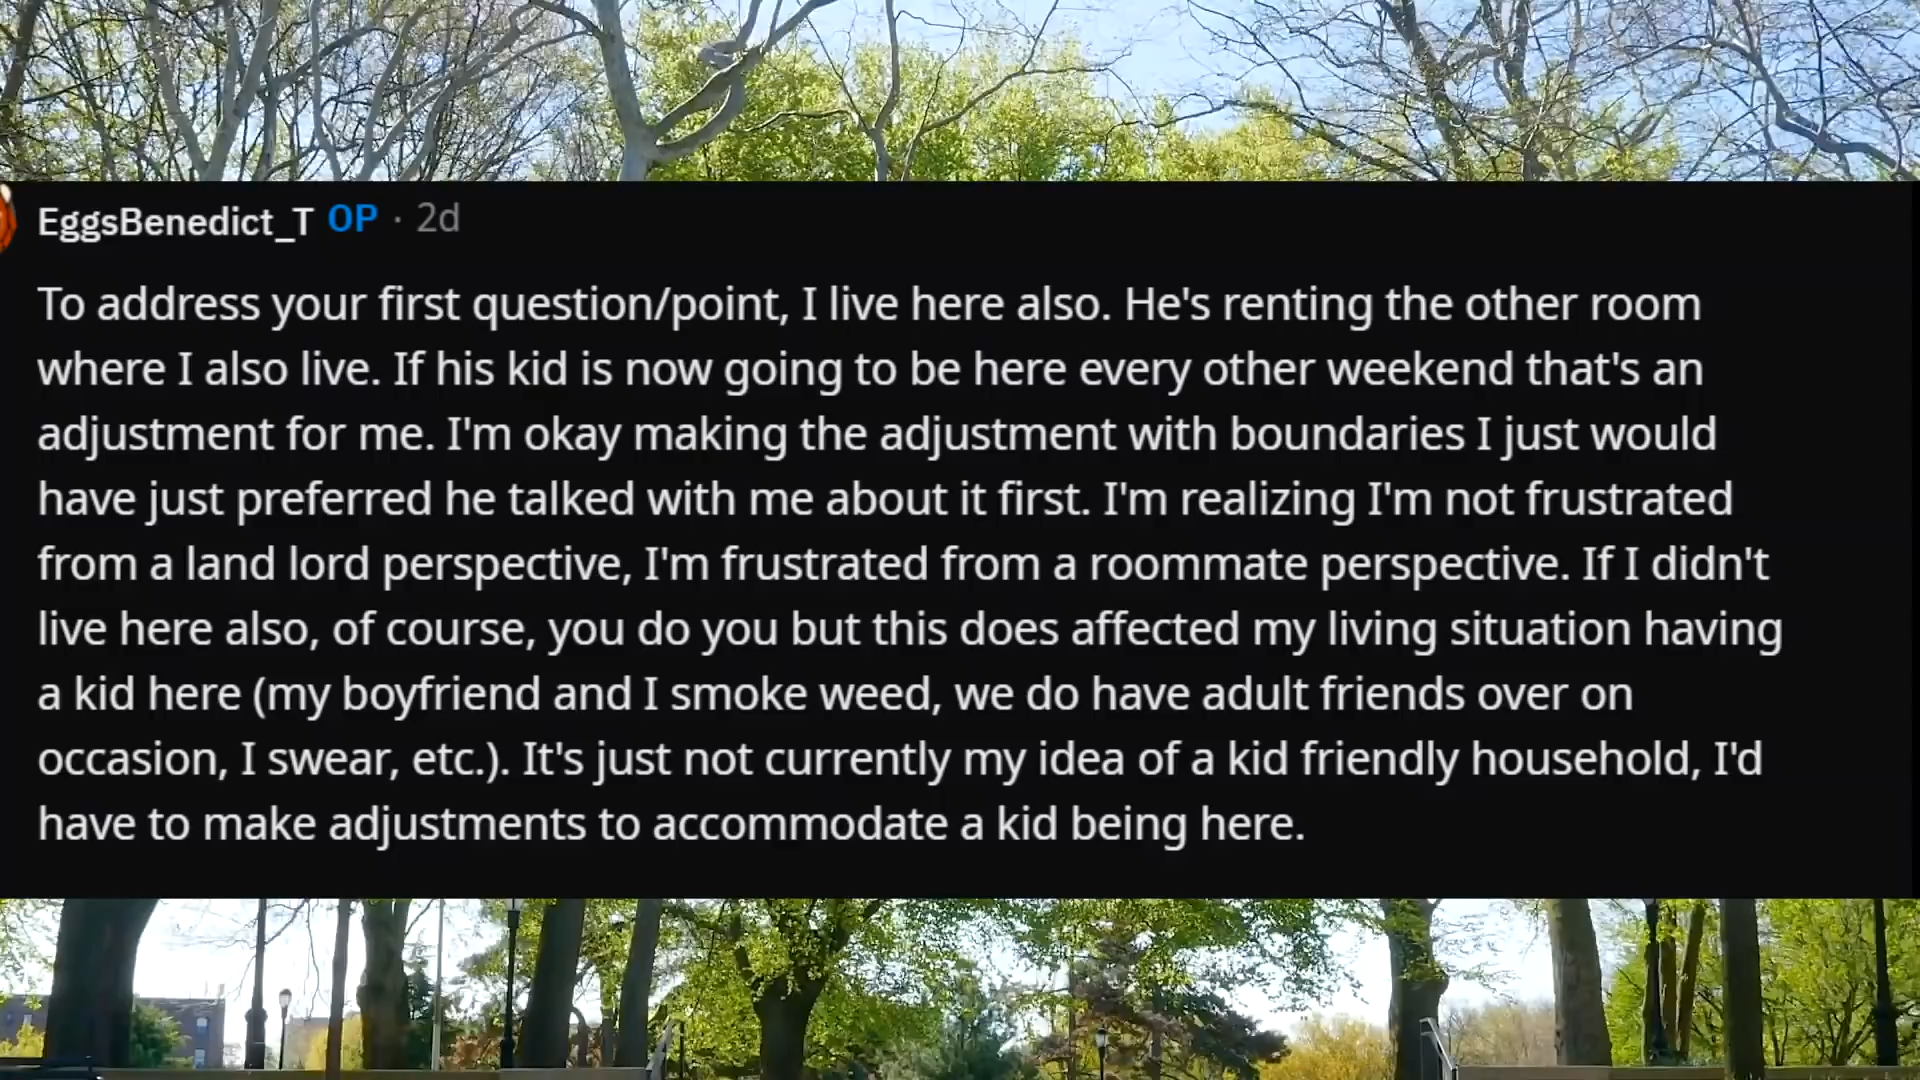 EggsBenedict_T OP · 2d
To address your first question/point, I live here also. He's renting the other room
where I also live. If his kid is now going to be here every other weekend that's an
adjustment for me. I'm okay making the adjustment with boundaries I just would
have just preferred he talked with me about it first. I'm realizing I'm not frustrated
from a land lord perspective, I'm frustrated from a roommate perspective. If I didn't
live here also, of course, you do you but this does affected my living situation having
a kid here (my boyfriend and I smoke weed, we do have adult friends over on
occasion, I swear, etc.). It's just not currently my idea of a kid friendly household, I'd
have to make adjustments to accommodate a kid being here.